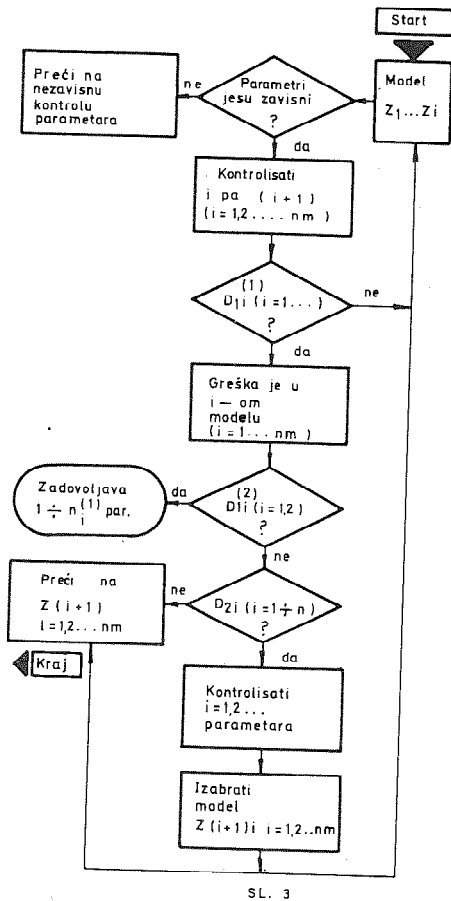 Start
Model
Z₁...Zi
Parametri
jesu zavisni
?
ne
Preći na
nezavisnu
kontrolu
parametara
da
Kontrolisati
i pa (i+1)
(i=1,2....nm)
(1)
D1i (i=1...)
?
ne
da
Greška je u
i—om
modelu
(i=1...nm)
(2)
D1i (i=1,2)
?
da
Zadovoljava
1÷n_i^(1) par.
ne
D2i (i=1÷n)
?
ne
Preći na
Z(i+1)
i=1,2...nm
Kraj
da
Kontrolisati
i=1,2...
parametara
Izabrati
model
Z(i+1)i i=1,2..nm
SL. 3